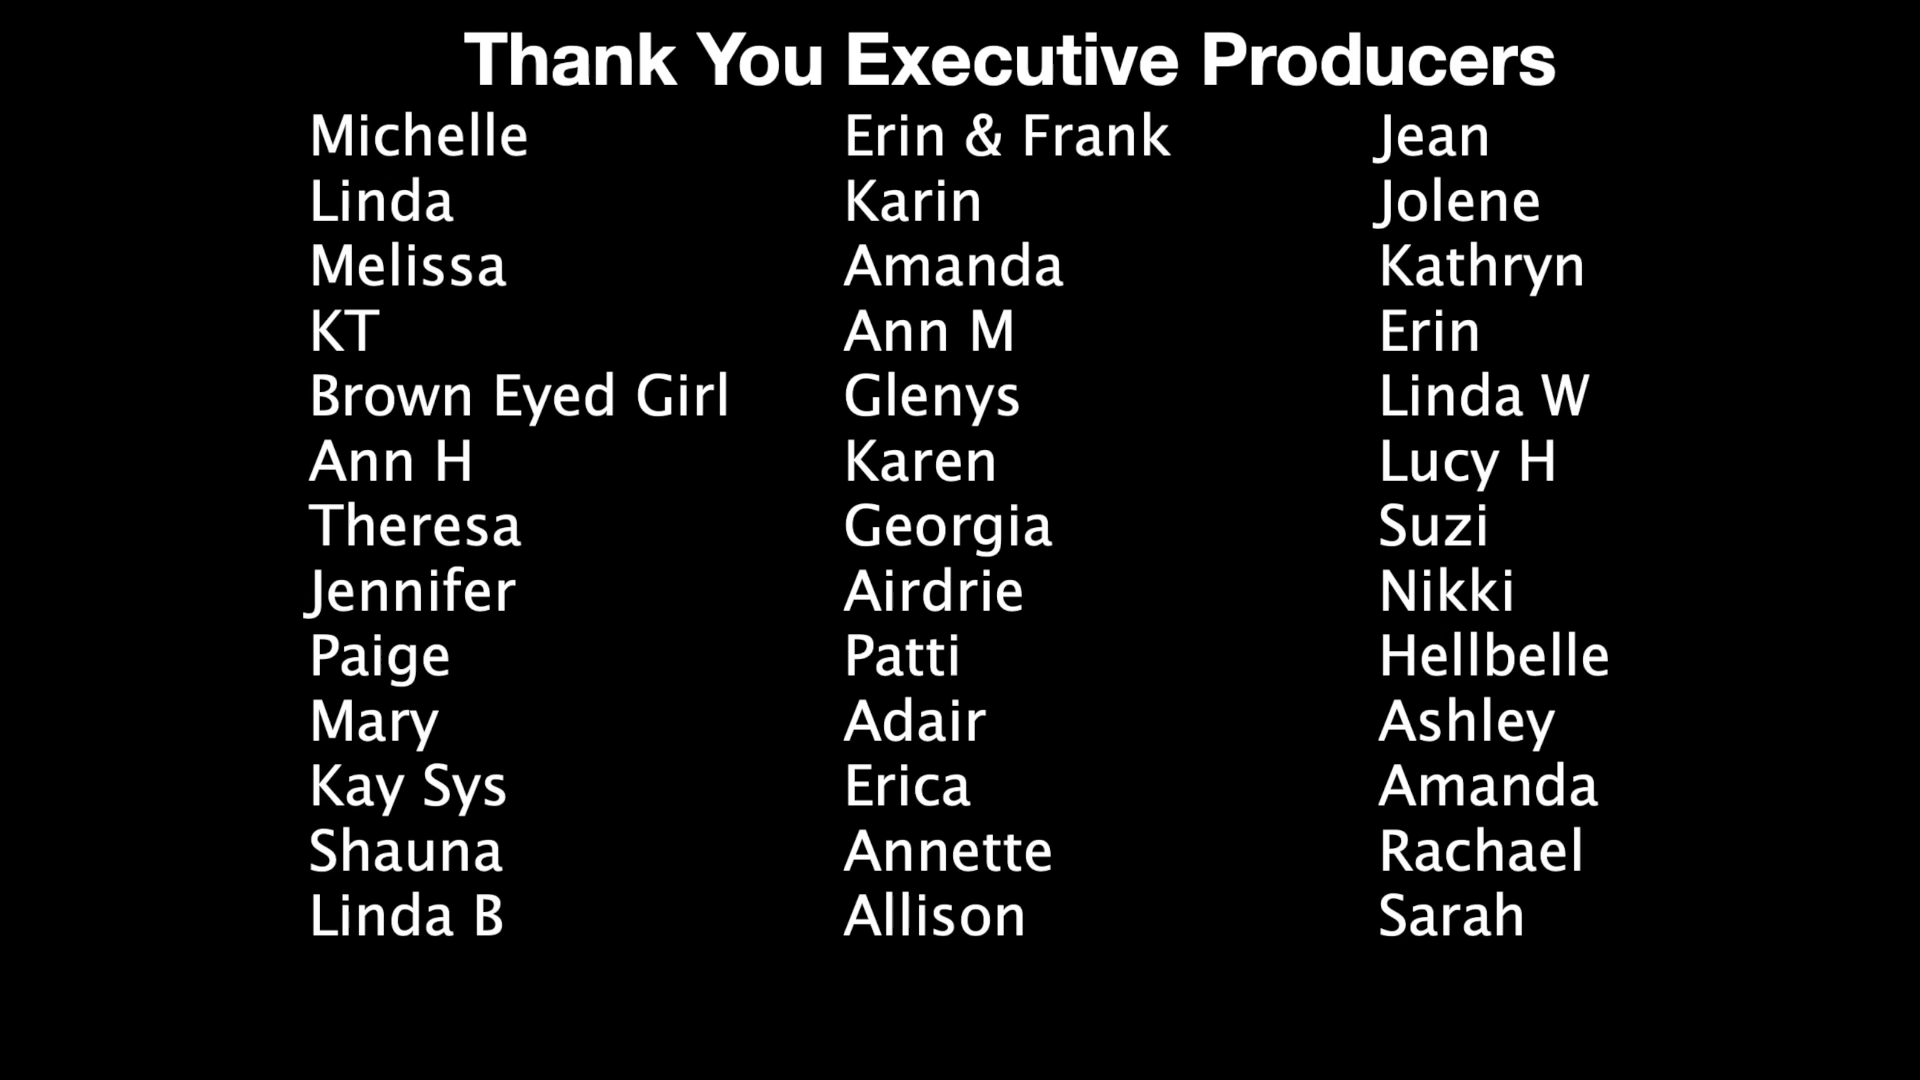 Thank You Executive Producers
Michelle
Linda
Melissa
KT
Brown Eyed Girl
Ann H
Theresa
Jennifer
Paige
Mary
Kay Sys
Shauna
Linda B
Erin & Frank
Karin
Amanda
Ann M
Glenys
Karen
Georgia
Airdrie
Patti
Adair
Erica
Annette
Allison
Jean
Jolene
Kathryn
Erin
Linda W
Lucy H
Suzi
Nikki
Hellbelle
Ashley
Amanda
Rachael
Sarah